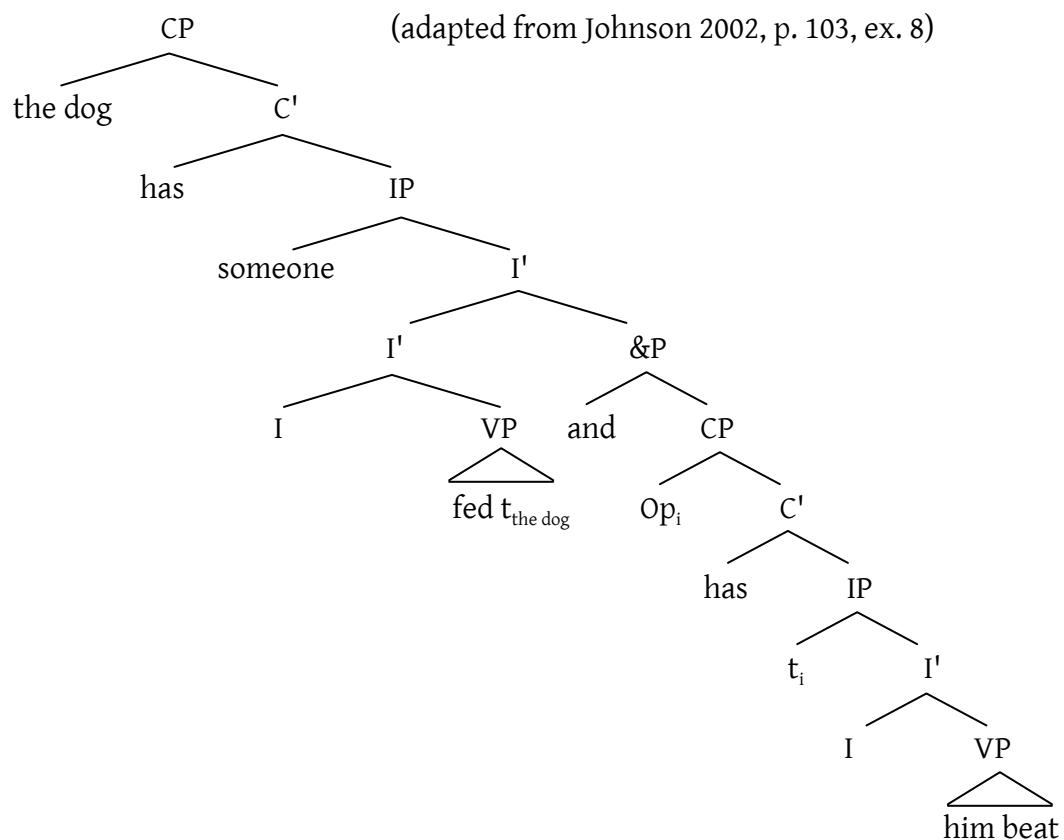 CP (adapted from Johnson 2002, p. 103, ex. 8)
the dog C'
has IP
someone I'
I' &P
I VP and CP
fed t_the dog Op_i C'
has IP
t_i I'
I VP
him beat